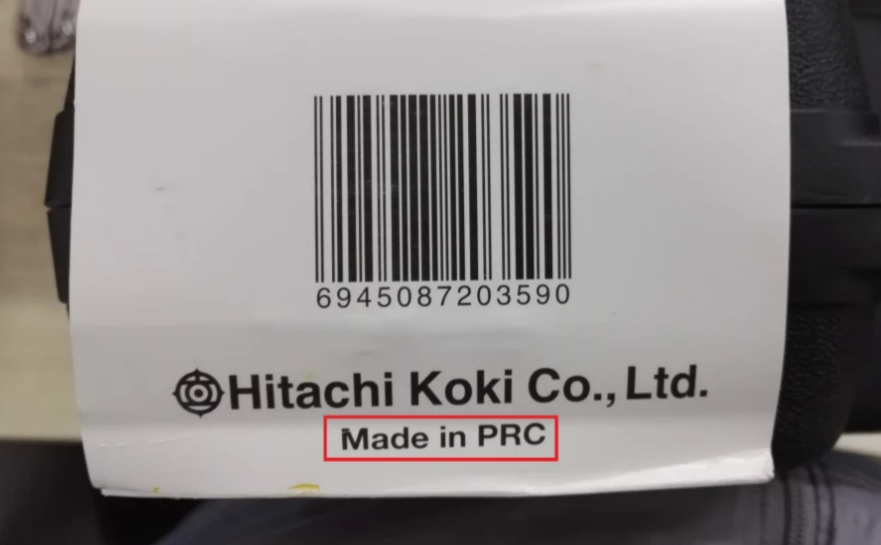 6945087203590
Hitachi Koki Co., Ltd.
Made in PRC